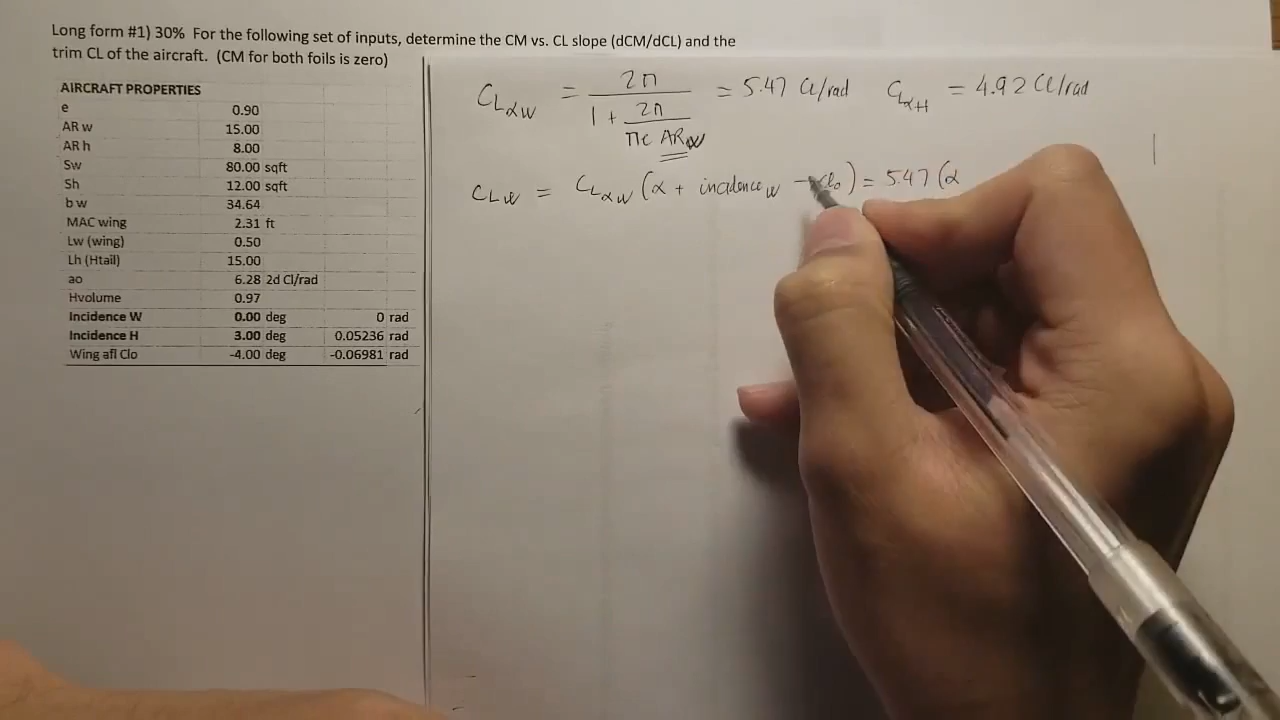 Long form #1) 30% For the following set of inputs, determine the CM vs. CL slope (dCM/dCL) and the
trim CL of the aircraft. (CM for both foils is zero)
AIRCRAFT PROPERTIES
e 0.90
AR w 15.00
AR h 8.00
Sw 80.00 sqft
Sh 12.00 sqft
b w 34.64
MAC wing 2.31 ft
Lw (wing) 0.50
Lh (Htail) 15.00
ao 6.28 2d Cl/rad
Hvolume 0.97
Incidence W 0.00 deg 0 rad
Incidence H 3.00 deg 0.05236 rad
Wing afl Clo -4.00 deg -0.06981 rad
CLαW = 2π / (1 + 2π / (πe ARW)) = 5.47 Cl/rad CLαH = 4.92 Cl/rad
CLW = CLαW (α + incidenceW - αl0) = 5.47 (α